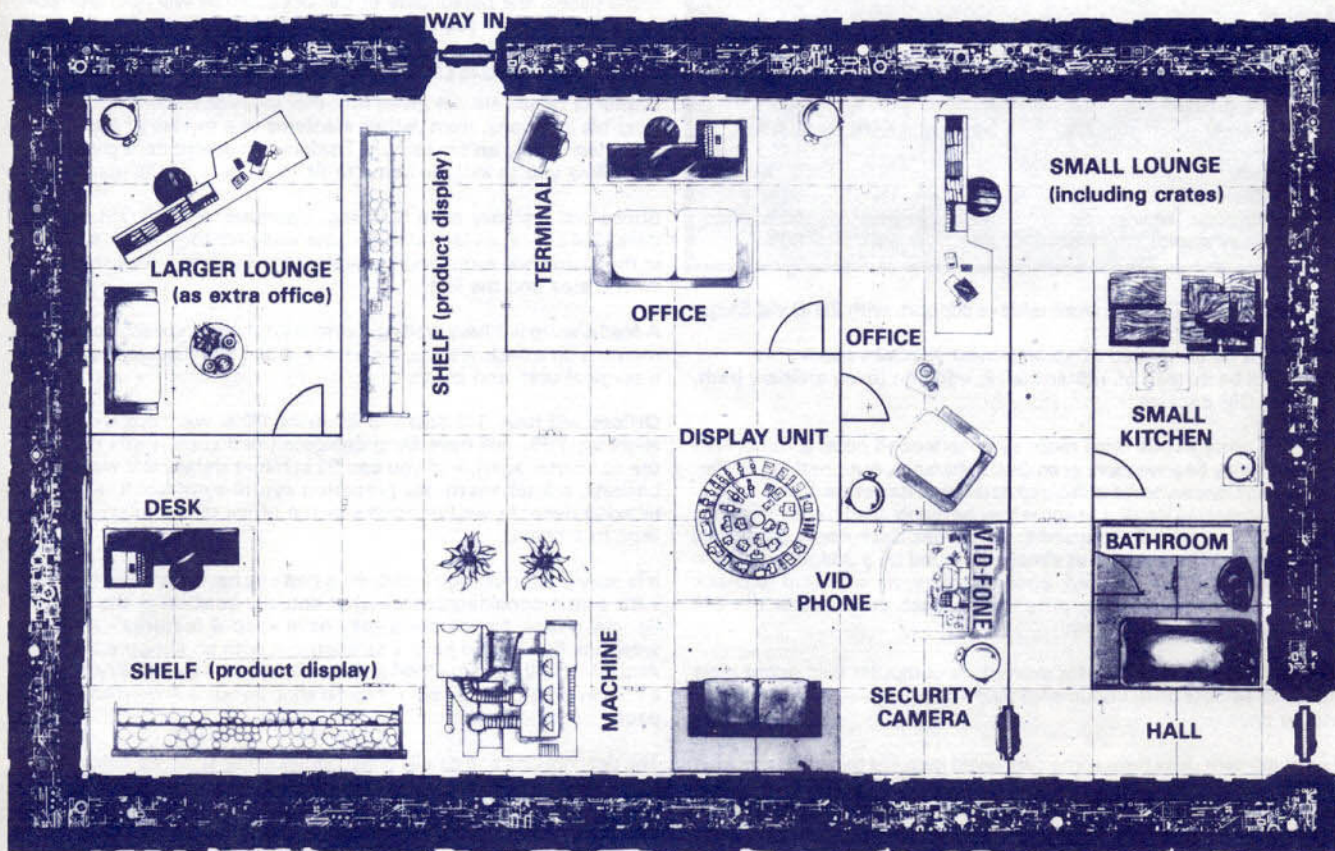 WAY IN
LARGER LOUNGE
(as extra office)
SHELF (product display)
TERMINAL
OFFICE
OFFICE
SMALL LOUNGE
(including crates)
DISPLAY UNIT
SMALL
KITCHEN
DESK
BATHROOM
VID
PHONE
VID-FONE
SHELF (product display)
MACHINE
SECURITY
CAMERA
HALL